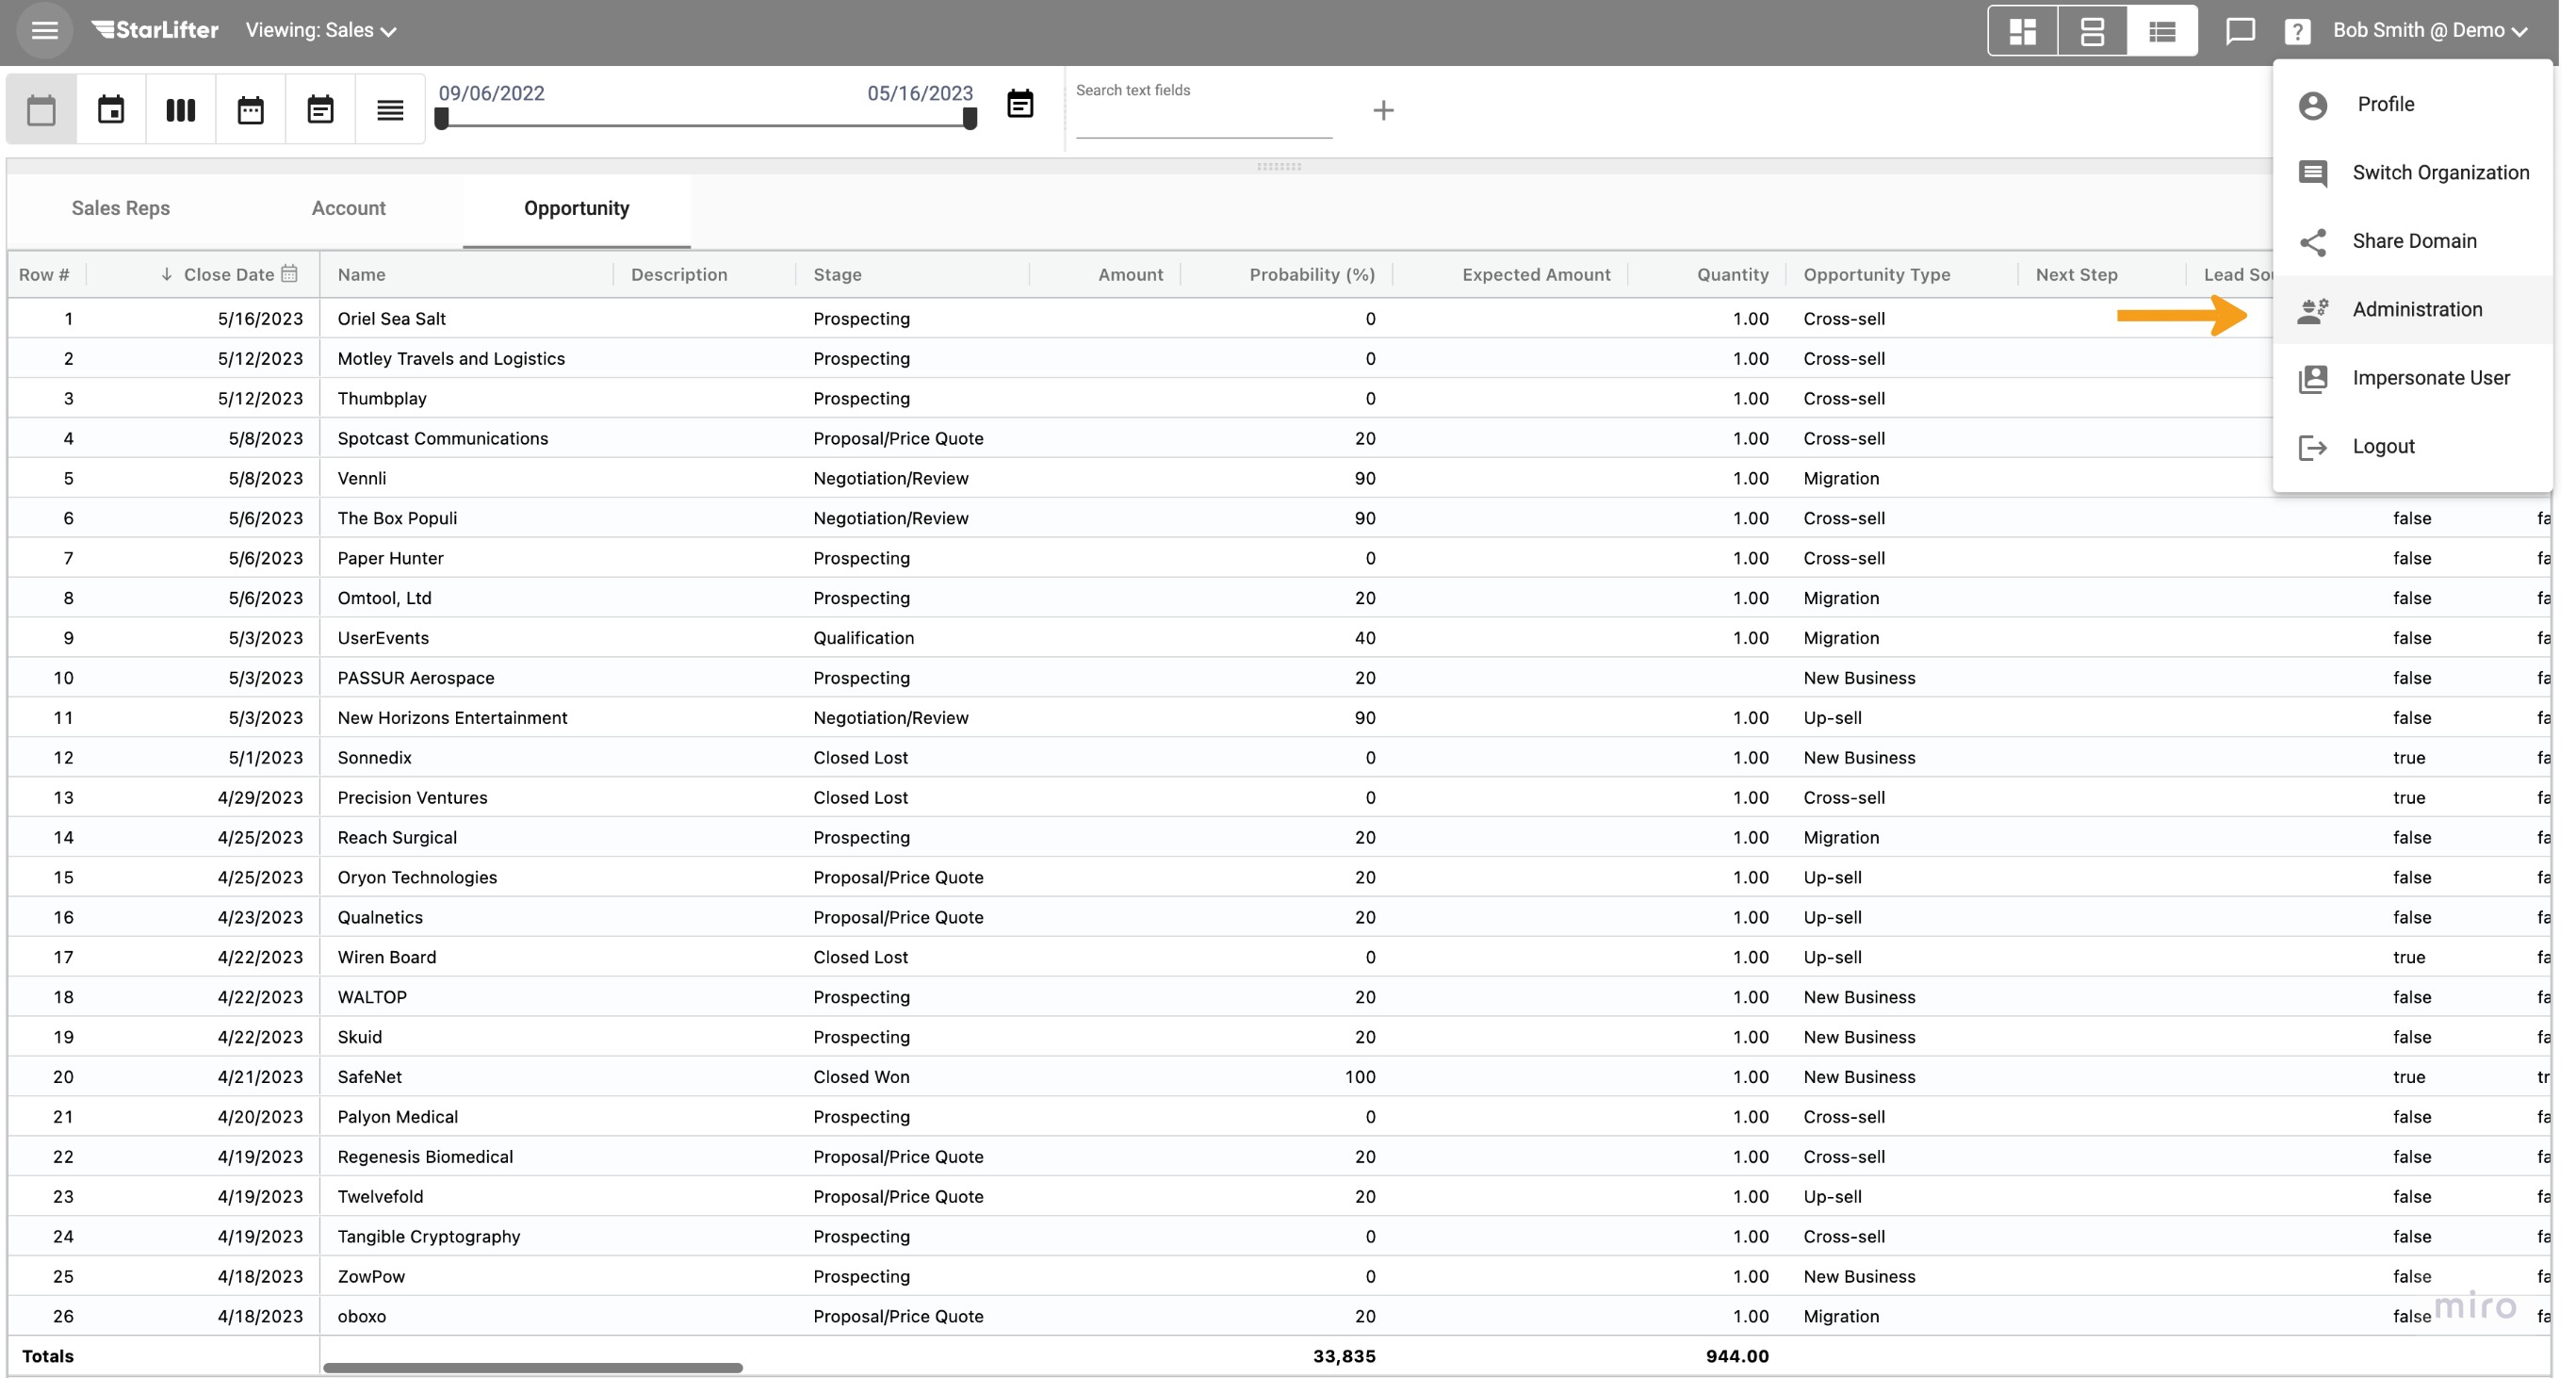 StarLifter Viewing: Sales ? Bob Smith @ Demo
09/06/2022 05/16/2023 Search text fields +
Profile
Switch Organization
Share Domain
Administration
Impersonate User
Logout
Sales Reps Account Opportunity
Row # Close Date Name Description Stage Amount Probability (%) Expected Amount Quantity Opportunity Type Next Step Lead Sou
1 5/16/2023 Oriel Sea Salt Prospecting 0 1.00 Cross-sell
2 5/12/2023 Motley Travels and Logistics Prospecting 0 1.00 Cross-sell
3 5/12/2023 Thumbplay Prospecting 0 1.00 Cross-sell
4 5/8/2023 Spotcast Communications Proposal/Price Quote 20 1.00 Cross-sell
5 5/8/2023 Vennli Negotiation/Review 90 1.00 Migration
6 5/6/2023 The Box Populi Negotiation/Review 90 1.00 Cross-sell false fa
7 5/6/2023 Paper Hunter Prospecting 0 1.00 Cross-sell false fa
8 5/6/2023 Omtool, Ltd Prospecting 20 1.00 Migration false fa
9 5/3/2023 UserEvents Qualification 40 1.00 Migration false fa
10 5/3/2023 PASSUR Aerospace Prospecting 20 New Business false fa
11 5/3/2023 New Horizons Entertainment Negotiation/Review 90 1.00 Up-sell false fa
12 5/1/2023 Sonnedix Closed Lost 0 1.00 New Business true fa
13 4/29/2023 Precision Ventures Closed Lost 0 1.00 Cross-sell true fa
14 4/25/2023 Reach Surgical Prospecting 20 1.00 Migration false fa
15 4/25/2023 Oryon Technologies Proposal/Price Quote 20 1.00 Up-sell false fa
16 4/23/2023 Qualnetics Proposal/Price Quote 20 1.00 Up-sell false fa
17 4/22/2023 Wiren Board Closed Lost 0 1.00 Up-sell true fa
18 4/22/2023 WALTOP Prospecting 20 1.00 New Business false fa
19 4/22/2023 Skuid Prospecting 20 1.00 New Business false fa
20 4/21/2023 SafeNet Closed Won 100 1.00 New Business true tr
21 4/20/2023 Palyon Medical Prospecting 0 1.00 Cross-sell false fa
22 4/19/2023 Regenesis Biomedical Proposal/Price Quote 20 1.00 Cross-sell false fa
23 4/19/2023 Twelvefold Proposal/Price Quote 20 1.00 Up-sell false fa
24 4/19/2023 Tangible Cryptography Prospecting 0 1.00 Cross-sell false fa
25 4/18/2023 ZowPow Prospecting 0 1.00 New Business false fa
26 4/18/2023 oboxo Proposal/Price Quote 20 1.00 Migration false fa
miro
Totals 33,835 944.00